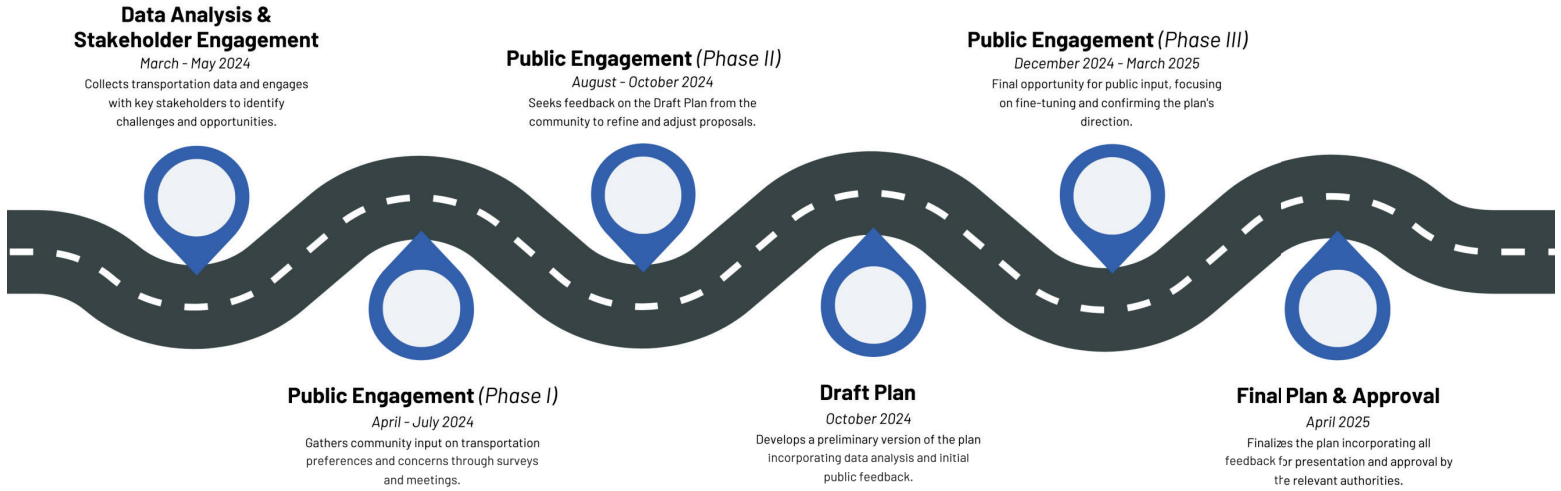 Data Analysis &
Stakeholder Engagement
March - May 2024
Collects transportation data and engages
with key stakeholders to identify
challenges and opportunities.
Public Engagement (Phase I)
April - July 2024
Gathers community input on transportation
preferences and concerns through surveys
and meetings.
Public Engagement (Phase II)
August - October 2024
Seeks feedback on the Draft Plan from the
community to refine and adjust proposals.
Draft Plan
October 2024
Develops a preliminary version of the plan
incorporating data analysis and initial
public feedback.
Public Engagement (Phase III)
December 2024 - March 2025
Final opportunity for public input, focusing
on fine-tuning and confirming the plan's
direction.
Final Plan & Approval
April 2025
Finalizes the plan incorporating all
feedback for presentation and approval by
the relevant authorities.